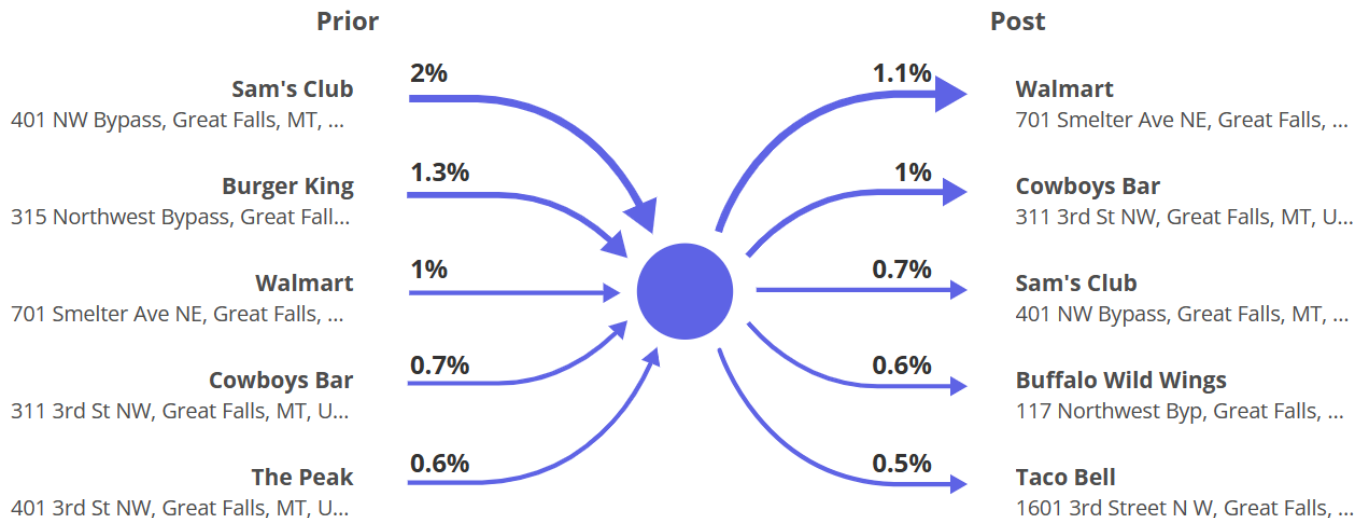 Prior
Post
Sam's Club
401 NW Bypass, Great Falls, MT, ...
2%
1.1%
Walmart
701 Smelter Ave NE, Great Falls, ...
Burger King
315 Northwest Bypass, Great Fall...
1.3%
1%
Cowboys Bar
311 3rd St NW, Great Falls, MT, U...
Walmart
701 Smelter Ave NE, Great Falls, ...
1%
0.7%
Sam's Club
401 NW Bypass, Great Falls, MT, ...
Cowboys Bar
311 3rd St NW, Great Falls, MT, U...
0.7%
0.6%
Buffalo Wild Wings
117 Northwest Byp, Great Falls, ...
The Peak
401 3rd St NW, Great Falls, MT, U...
0.6%
0.5%
Taco Bell
1601 3rd Street N W, Great Falls, ...